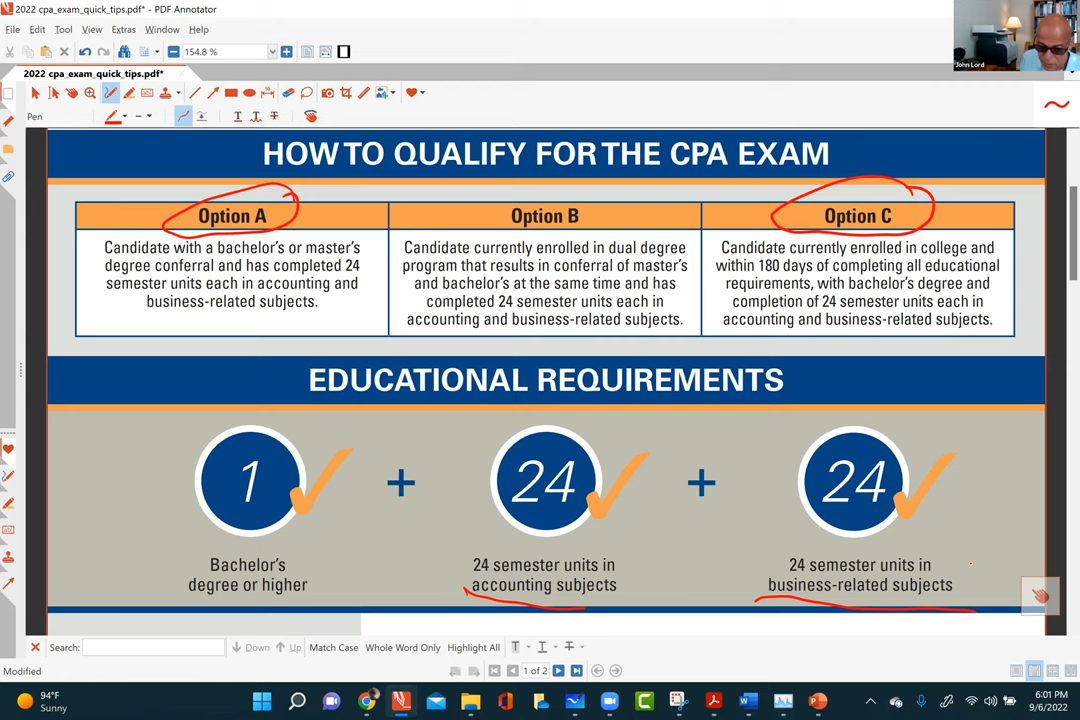 2022 cpa_exam_quick_tips.pdf* - PDF Annotator
File Edit Tool View Extras Window Help
154.8 %
2022 cpa_exam_quick_tips.pdf*
Pen
John Lord
HOW TO QUALIFY FOR THE CPA EXAM
Option A
Candidate with a bachelor's or master's
degree conferral and has completed 24
semester units each in accounting and
business-related subjects.
Option B
Candidate currently enrolled in dual degree
program that results in conferral of master's
and bachelor's at the same time and has
completed 24 semester units each in
accounting and business-related subjects.
Option C
Candidate currently enrolled in college and
within 180 days of completing all educational
requirements, with bachelor's degree and
completion of 24 semester units each in
accounting and business-related subjects.
EDUCATIONAL REQUIREMENTS
1 + 24 + 24
Bachelor's
degree or higher
24 semester units in
accounting subjects
24 semester units in
business-related subjects
Search: Down Up Match Case Whole Word Only Highlight All T T T
Modified
1 of 2
94°F
Sunny
6:01 PM
9/6/2022